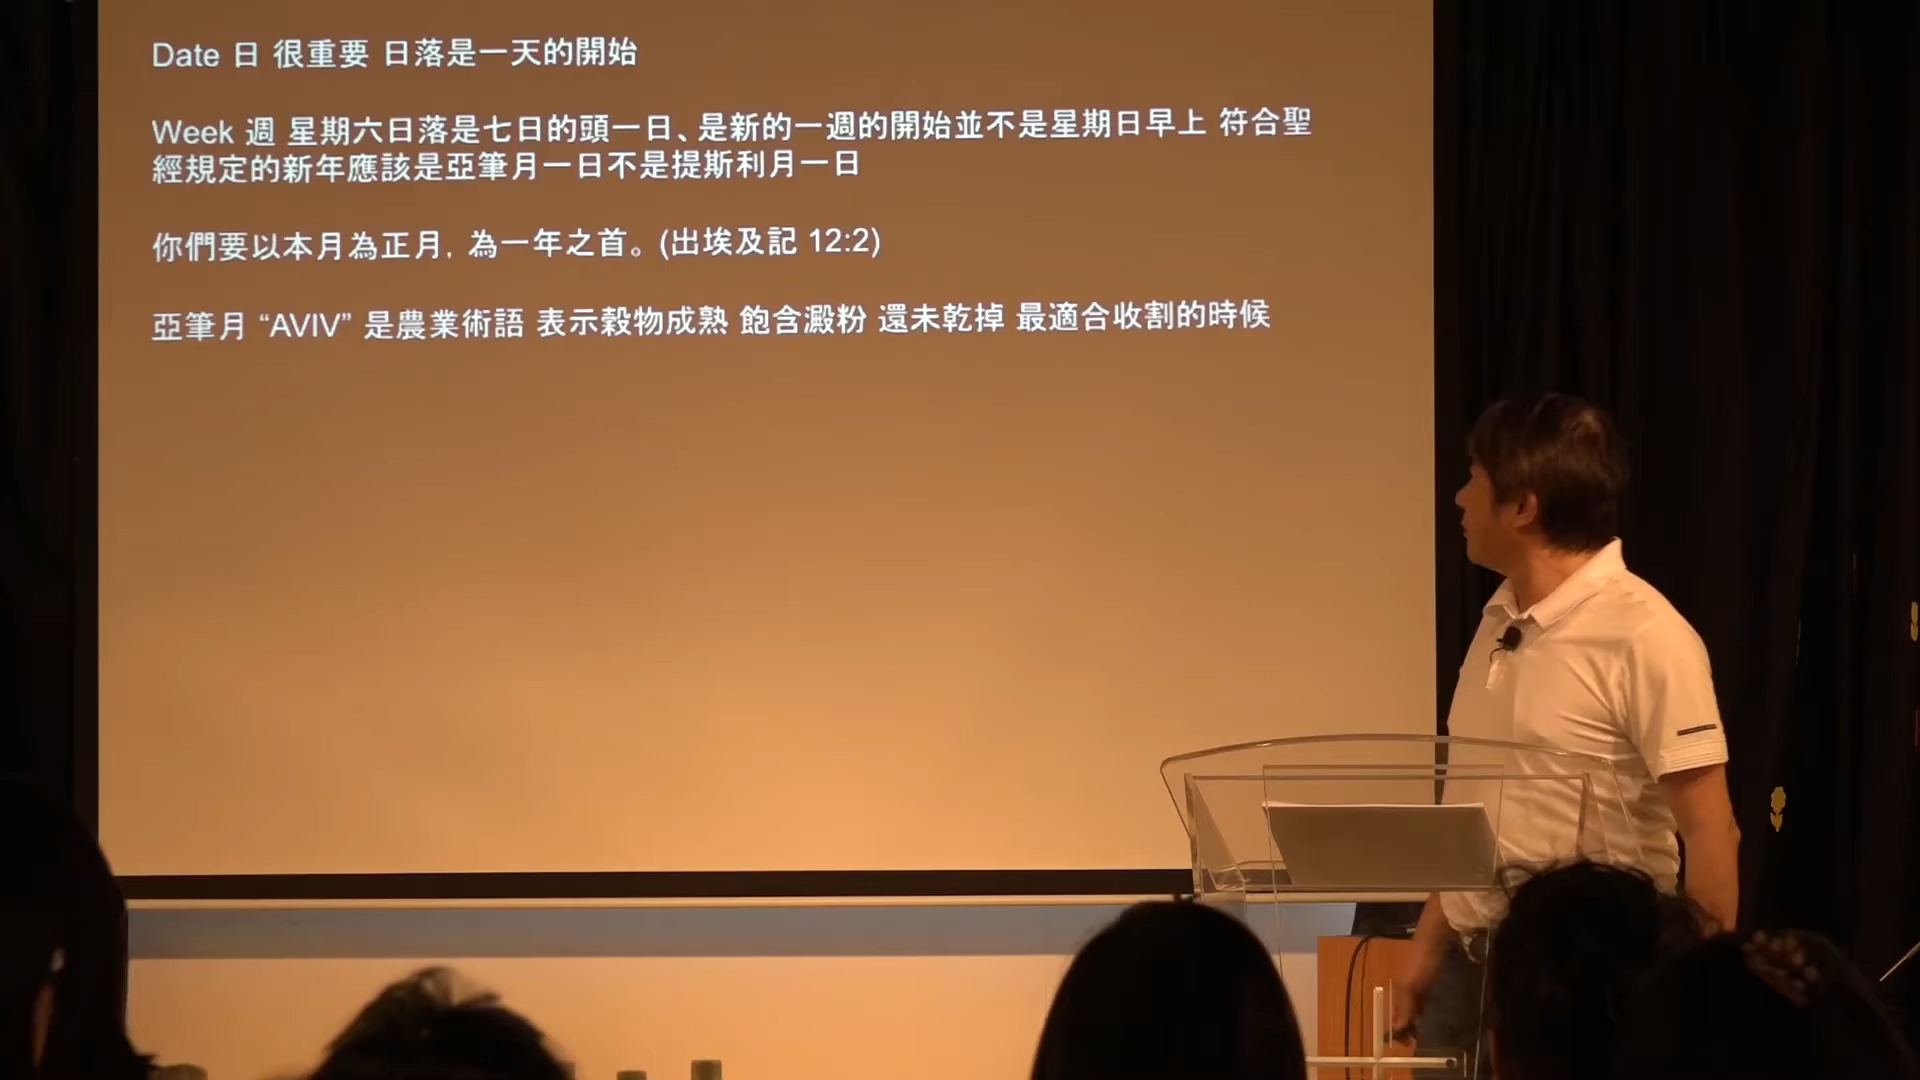 Date 日 很重要 日落是一天的開始
Week 週 星期六日落是七日的頭一日、是新的一週的開始並不是星期日早上 符合聖
經規定的新年應該是亞筆月一日不是提斯利月一日
你們要以本月為正月, 為一年之首。(出埃及記 12:2)
亞筆月 “AVIV” 是農業術語 表示穀物成熟 飽含澱粉 還未乾掉 最適合收割的時候